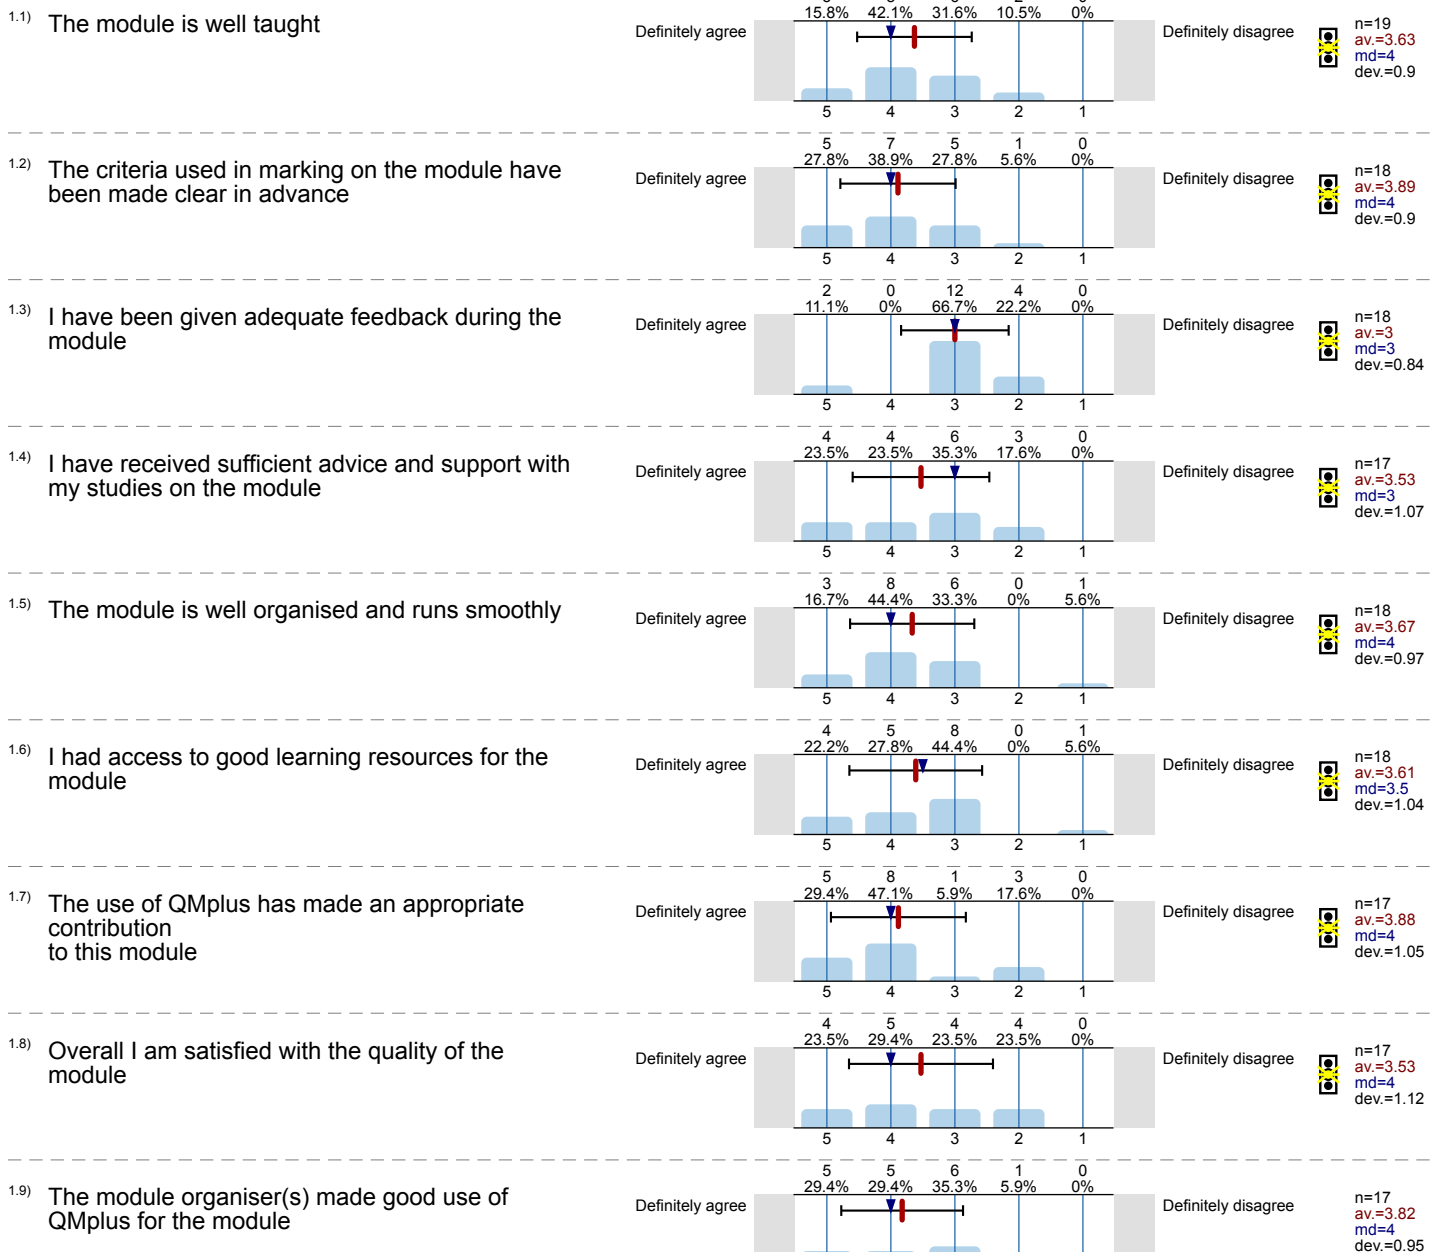 15.8% 42.1% 31.6% 10.5% 0%
1.1) The module is well taught
Definitely agree
Definitely disagree
n=19
av.=3.63
md=4
dev.=0.9
5 4 3 2 1
5 7 5 1 0
27.8% 38.9% 27.8% 5.6% 0%
1.2) The criteria used in marking on the module have
been made clear in advance
Definitely agree
Definitely disagree
n=18
av.=3.89
md=4
dev.=0.9
5 4 3 2 1
2 0 12 4 0
11.1% 0% 66.7% 22.2% 0%
1.3) I have been given adequate feedback during the
module
Definitely agree
Definitely disagree
n=18
av.=3
md=3
dev.=0.84
5 4 3 2 1
4 4 6 3 0
23.5% 23.5% 35.3% 17.6% 0%
1.4) I have received sufficient advice and support with
my studies on the module
Definitely agree
Definitely disagree
n=17
av.=3.53
md=3
dev.=1.07
5 4 3 2 1
3 8 6 0 1
16.7% 44.4% 33.3% 0% 5.6%
1.5) The module is well organised and runs smoothly
Definitely agree
Definitely disagree
n=18
av.=3.67
md=4
dev.=0.97
5 4 3 2 1
4 5 8 0 1
22.2% 27.8% 44.4% 0% 5.6%
1.6) I had access to good learning resources for the
module
Definitely agree
Definitely disagree
n=18
av.=3.61
md=3.5
dev.=1.04
5 4 3 2 1
5 8 1 3 0
29.4% 47.1% 5.9% 17.6% 0%
1.7) The use of QMplus has made an appropriate
contribution
to this module
Definitely agree
Definitely disagree
n=17
av.=3.88
md=4
dev.=1.05
5 4 3 2 1
4 5 4 4 0
23.5% 29.4% 23.5% 23.5% 0%
1.8) Overall I am satisfied with the quality of the
module
Definitely agree
Definitely disagree
n=17
av.=3.53
md=4
dev.=1.12
5 4 3 2 1
5 5 6 1 0
29.4% 29.4% 35.3% 5.9% 0%
1.9) The module organiser(s) made good use of
QMplus for the module
Definitely agree
Definitely disagree
n=17
av.=3.82
md=4
dev.=0.95